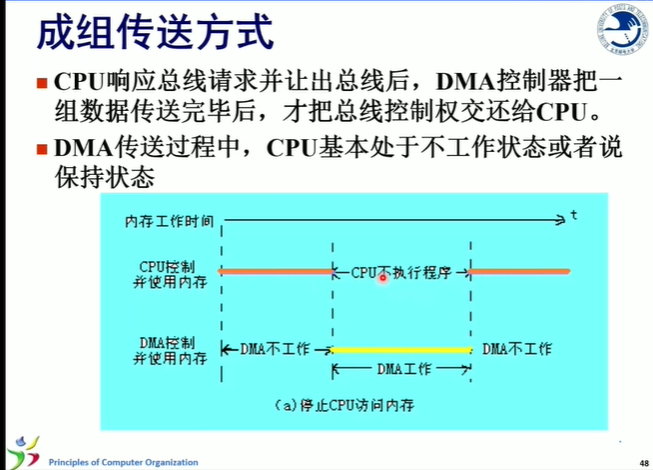 成组传送方式
■ CPU响应总线请求并让出总线后，DMA控制器把一
组数据传送完毕后，才把总线控制权交还给CPU。
■ DMA传送过程中，CPU基本处于不工作状态或者说
保持状态
内存工作时间 t
CPU控制
并使用内存
CPU不执行程序
DMA控制
并使用内存
DMA不工作 DMA不工作
DMA工作
(a)停止CPU访问内存
Principles of Computer Organization 48